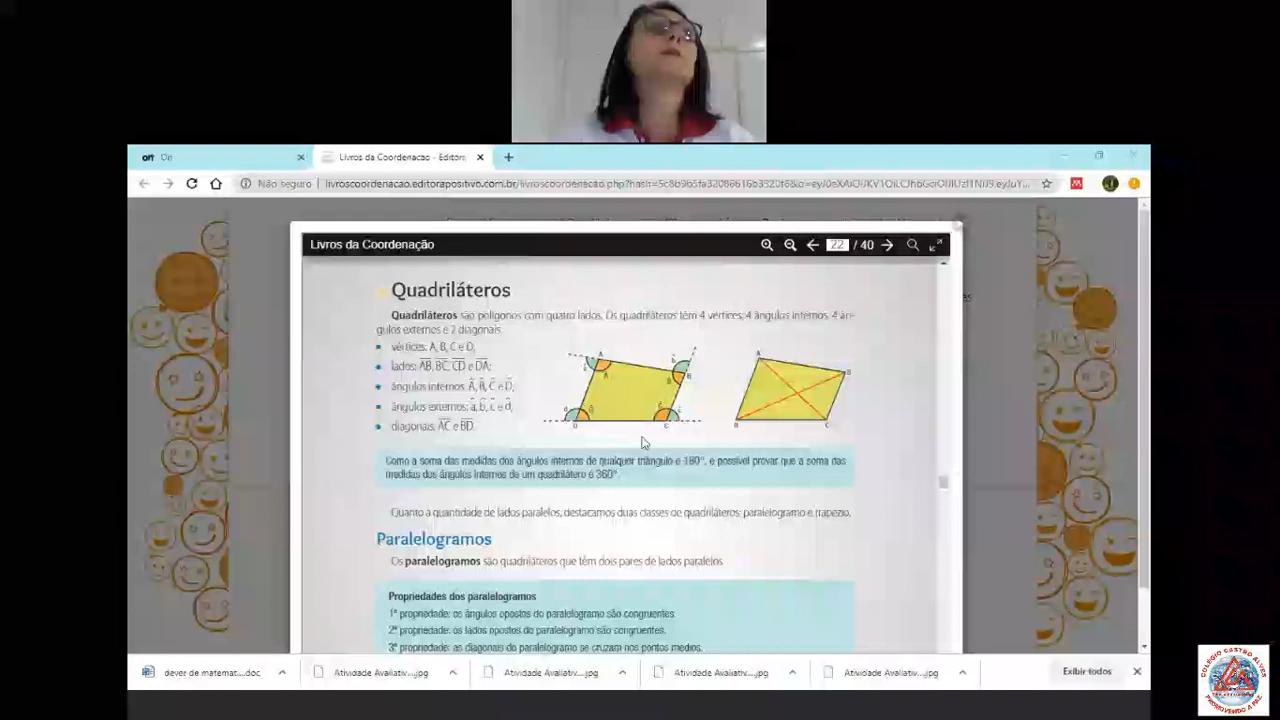 Livros da Coordenacao - Editora
Não seguro
Livros da Coordenação
22 / 40
Quadriláteros
Quadriláteros são polígonos com quatro lados. Os quadriláteros têm 4 vértices, 4 ângulos internos, 4 ân-
gulos externos e 2 diagonais.
vértices: A, B, C e D;
lados: AB, BC, CD e DA;
ângulos internos: Â, B̂, Ĉ e D̂;
ângulos externos: â, b̂, ĉ e d̂;
diagonais: AC e BD.
Como a soma das medidas dos ângulos internos de qualquer triângulo é 180°, é possível provar que a soma das
medidas dos ângulos internos de um quadrilátero é 360°.
Quanto a quantidade de lados paralelos, destacamos duas classes de quadriláteros: paralelogramo e trapézio.
Paralelogramos
Os paralelogramos são quadriláteros que têm dois pares de lados paralelos.
Propriedades dos paralelogramos
1ª propriedade: os ângulos opostos do paralelogramo são congruentes.
2ª propriedade: os lados opostos do paralelogramo são congruentes.
3ª propriedade: as diagonais do paralelogramo se cruzam nos pontos médios.
dever de matemat....doc
Atividade Avaliativ....jpg
Atividade Avaliativ....jpg
Atividade Avaliativ....jpg
Atividade Avaliativ....jpg
Exibir todos
COLÉGIO CASTRO ALVES
PROMOVENDO A PAZ